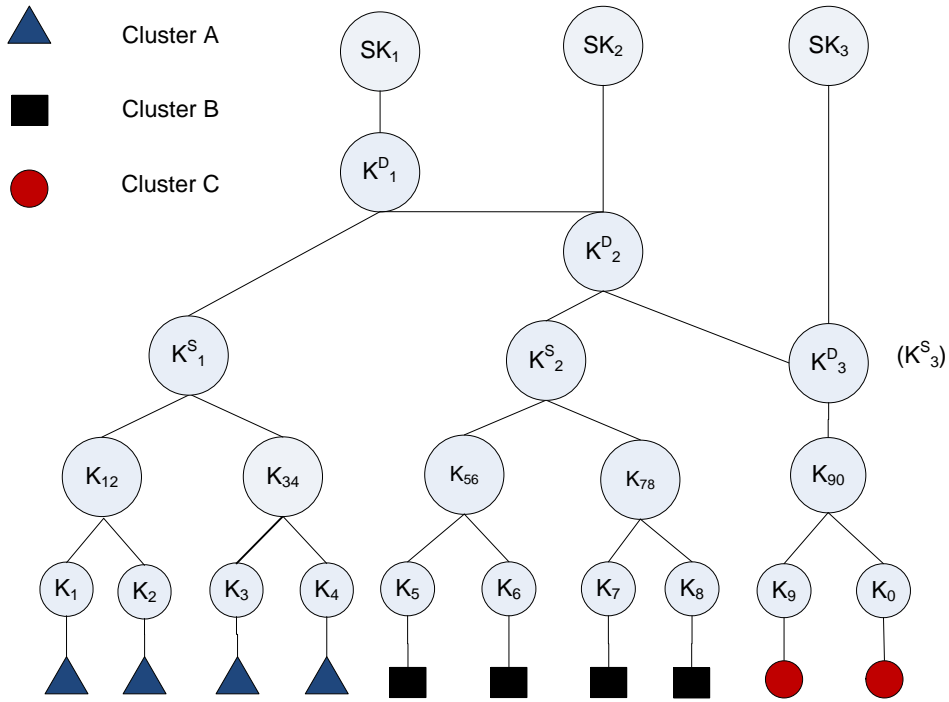 Cluster A
Cluster B
Cluster C
SK₁
SK₂
SK₃
Kᴰ₁
Kᴰ₂
Kˢ₁
Kˢ₂
Kᴰ₃
(Kˢ₃)
K₁₂
K₃₄
K₅₆
K₇₈
K₉₀
K₁
K₂
K₃
K₄
K₅
K₆
K₇
K₈
K₉
K₀